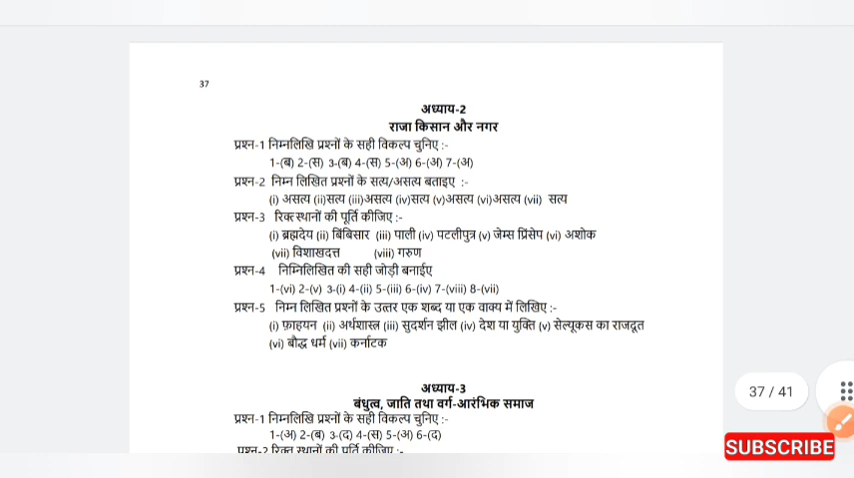 37
अध्याय-2
राजा किसान और नगर
प्रश्न-1 निम्नलिखि प्रश्नों के सही विकल्प चुनिए :-
1-(ब) 2-(स) 3-(ब) 4-(स) 5-(अ) 6-(अ) 7-(अ)
प्रश्न-2 निम्न लिखित प्रश्नों के सत्य/असत्य बताइए :-
(i) असत्य (ii)सत्य (iii)असत्य (iv)सत्य (v)असत्य (vi)असत्य (vii) सत्य
प्रश्न-3 रिक्त स्थानों की पूर्ति कीजिए :-
(i) ब्रह्मदेय (ii) बिंबिसार (iii) पाली (iv) पटलीपुत्र (v) जेम्स प्रिंसेप (vi) अशोक
(vii) विशाखदत्त (viii) गरुण
प्रश्न-4 निम्निलिखित की सही जोड़ी बनाईए
1-(vi) 2-(v) 3-(i) 4-(ii) 5-(iii) 6-(iv) 7-(viii) 8-(vii)
प्रश्न-5 निम्न लिखित प्रश्नों के उत्तर एक शब्द या एक वाक्य में लिखिए :-
(i) फ़ाहयन (ii) अर्थशास्त्र (iii) सुदर्शन झील (iv) देश या युक्ति (v) सेल्यूकस का राजदूत
(vi) बौद्ध धर्म (vii) कर्नाटक
अध्याय-3
बंधुत्व, जाति तथा वर्ग-आरंभिक समाज
प्रश्न-1 निम्नलिखि प्रश्नों के सही विकल्प चुनिए :-
1-(अ) 2-(ब) 3-(द) 4-(स) 5-(अ) 6-(द)
प्रश्न-2 रिक्त स्थानों की पूर्ति कीजिए :-
37 / 41
SUBSCRIBE